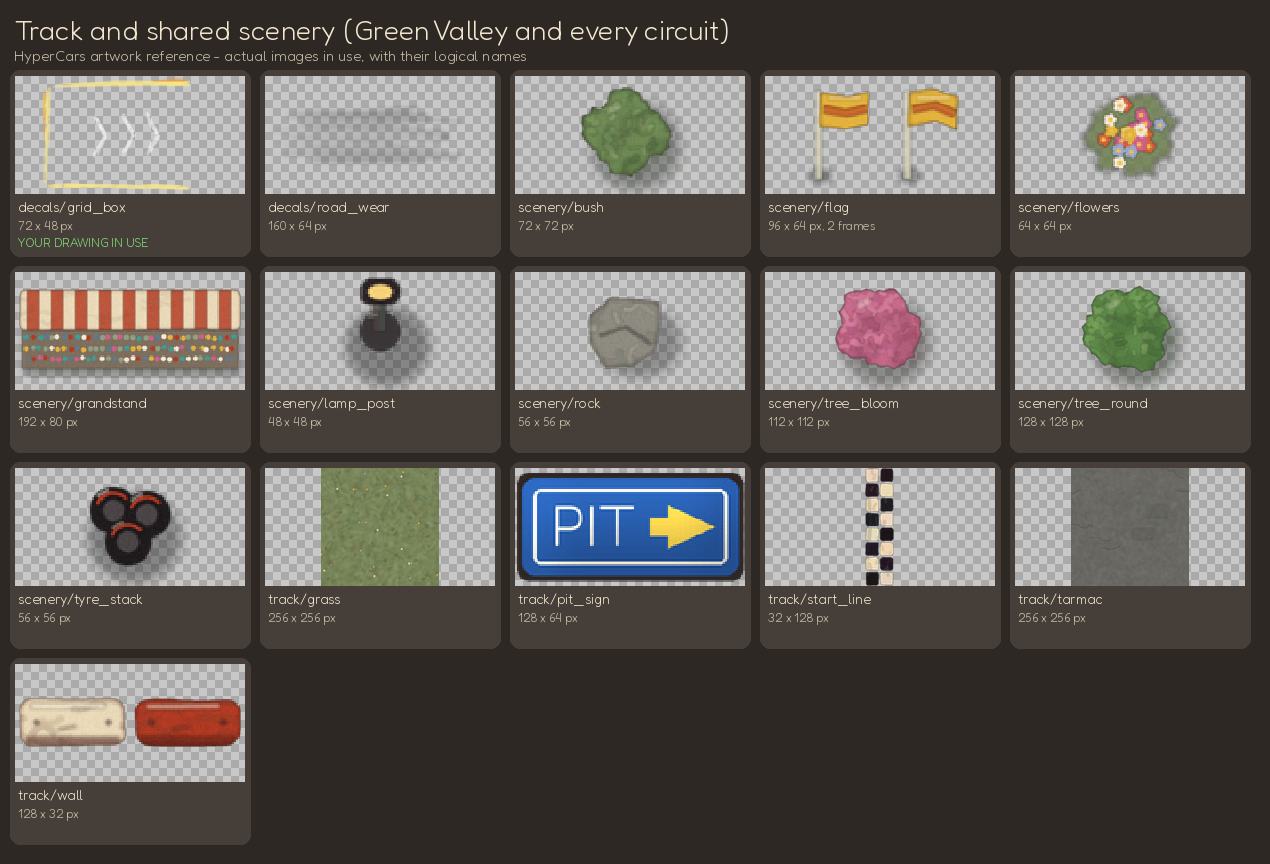 Track and shared scenery (Green Valley and every circuit)
HyperCars artwork reference - actual images in use, with their logical names
decals/grid_box
72 x 48 px
YOUR DRAWING IN USE
decals/road_wear
160 x 64 px
scenery/bush
72 x 72 px
scenery/flag
96 x 64 px, 2 frames
scenery/flowers
64 x 64 px
scenery/grandstand
192 x 80 px
scenery/lamp_post
48 x 48 px
scenery/rock
56 x 56 px
scenery/tree_bloom
112 x 112 px
scenery/tree_round
128 x 128 px
scenery/tyre_stack
56 x 56 px
track/grass
256 x 256 px
PIT
track/pit_sign
128 x 64 px
track/start_line
32 x 128 px
track/tarmac
256 x 256 px
track/wall
128 x 32 px